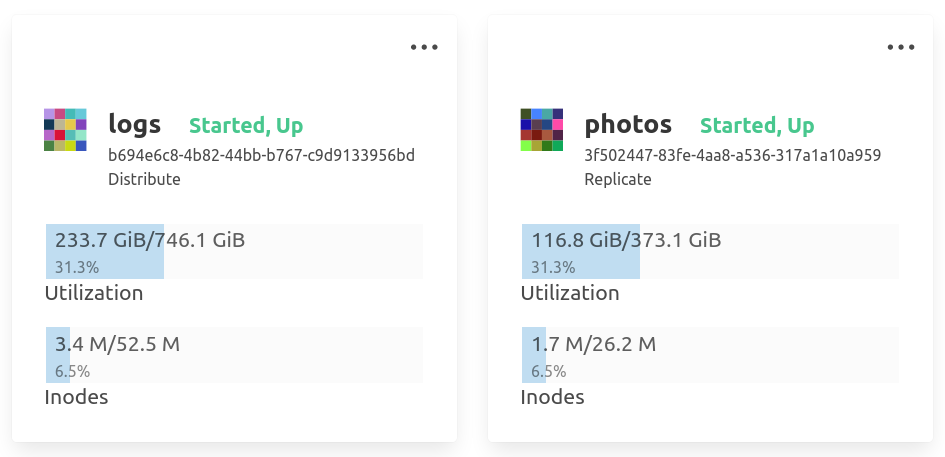 logs Started, Up
b694e6c8-4b82-44bb-b767-c9d9133956bd
Distribute
233.7 GiB/746.1 GiB
31.3%
Utilization
3.4 M/52.5 M
6.5%
Inodes
photos Started, Up
3f502447-83fe-4aa8-a536-317a1a10a959
Replicate
116.8 GiB/373.1 GiB
31.3%
Utilization
1.7 M/26.2 M
6.5%
Inodes